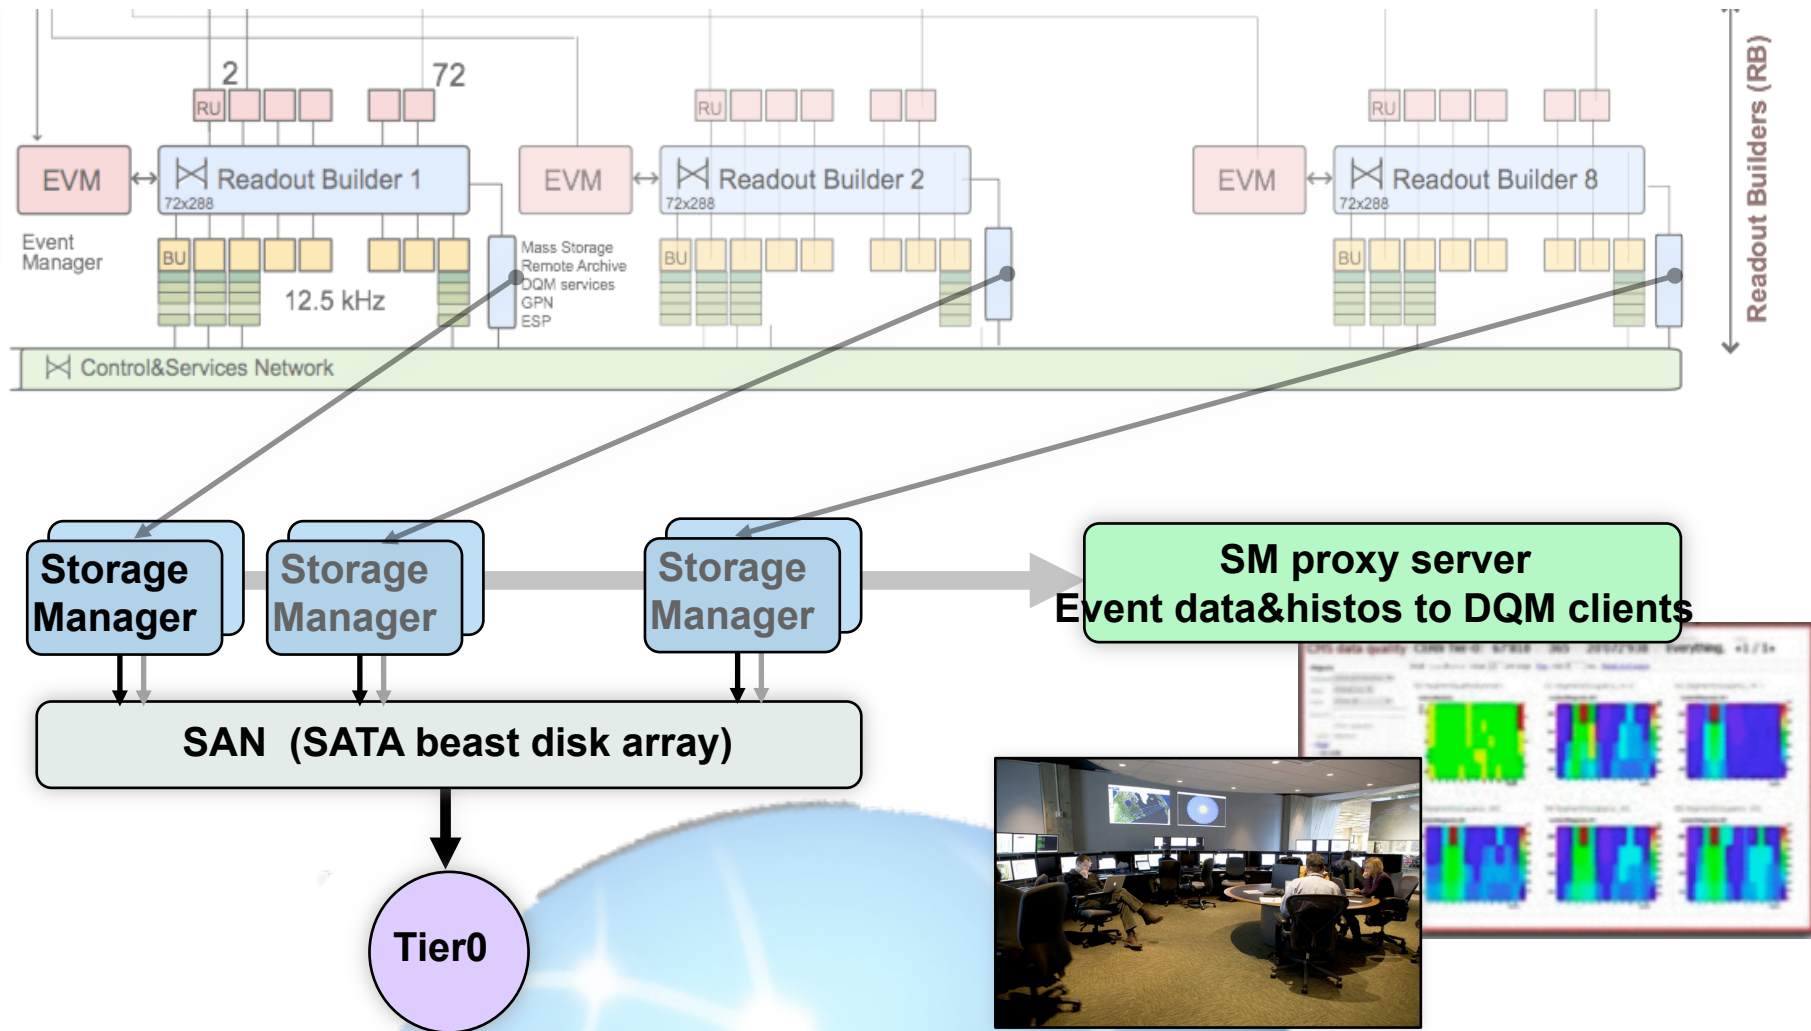 2
72
RU
RU
RU
EVM
Readout Builder 1
72x288
EVM
Readout Builder 2
72x288
EVM
Readout Builder 8
72x288
Readout Builders (RB)
Event
Manager
BU
12.5 kHz
Mass Storage
Remote Archive
DQM services
GPN
ESP
BU
BU
Control&Services Network
Storage
Manager
Storage
Manager
Storage
Manager
SM proxy server
Event data&histos to DQM clients
CMS data quality
SAN (SATA beast disk array)
Tier0